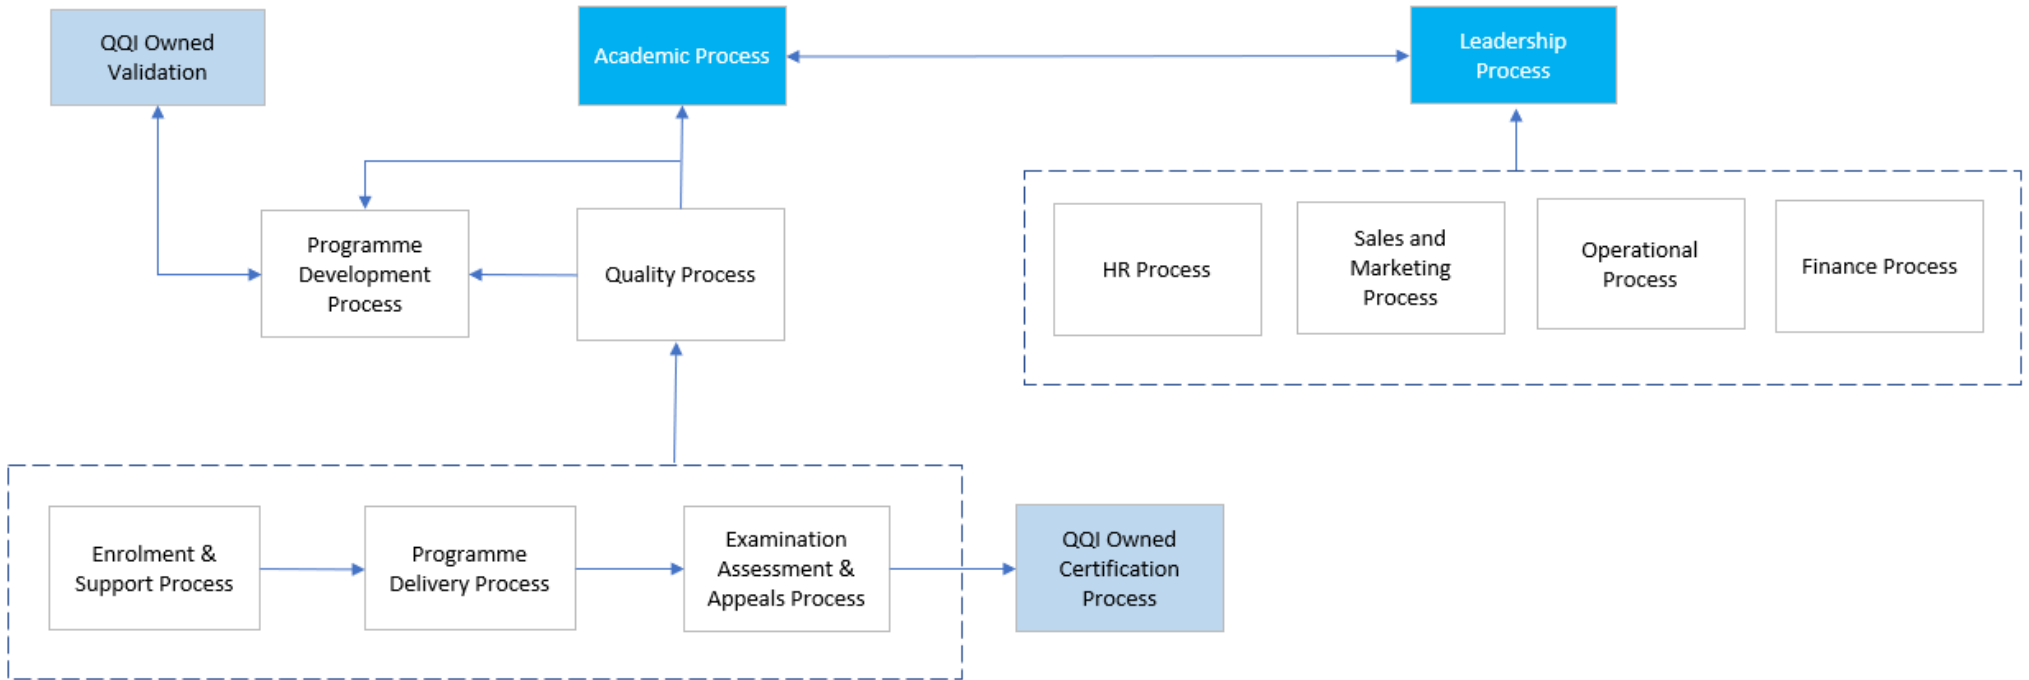 QQI Owned
Validation
Academic Process
Leadership
Process
Programme
Development
Process
Quality Process
HR Process
Sales and
Marketing
Process
Operational
Process
Finance Process
Enrolment &
Support Process
Programme
Delivery Process
Examination
Assessment &
Appeals Process
QQI Owned
Certification
Process